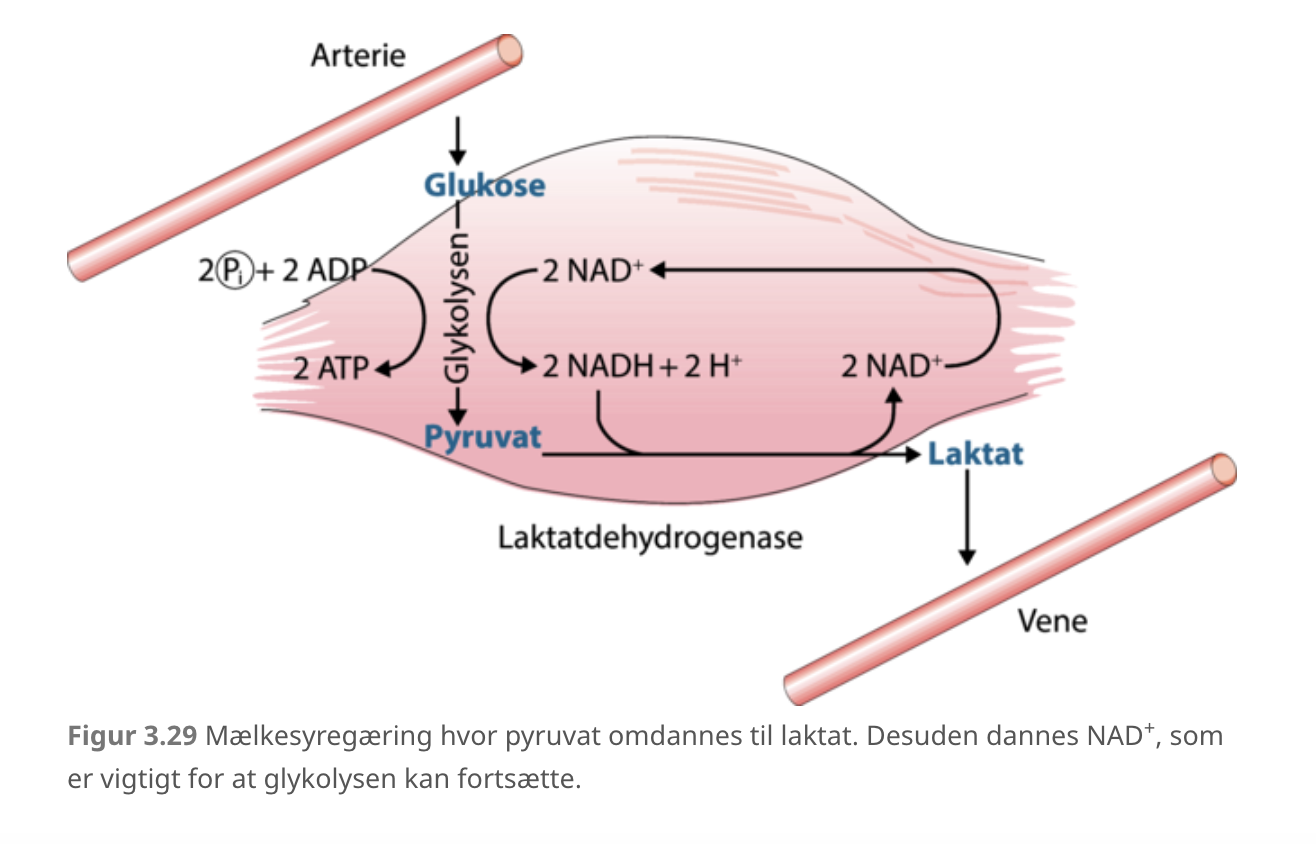 Arterie
Glukose
2 Pi + 2 ADP
Glykolysen
2 NAD⁺
2 ATP
2 NADH + 2 H⁺
2 NAD⁺
Pyruvat
Laktat
Laktatdehydrogenase
Vene
Figur 3.29 Mælkesyregæring hvor pyruvat omdannes til laktat. Desuden dannes NAD⁺, som
er vigtigt for at glykolysen kan fortsætte.